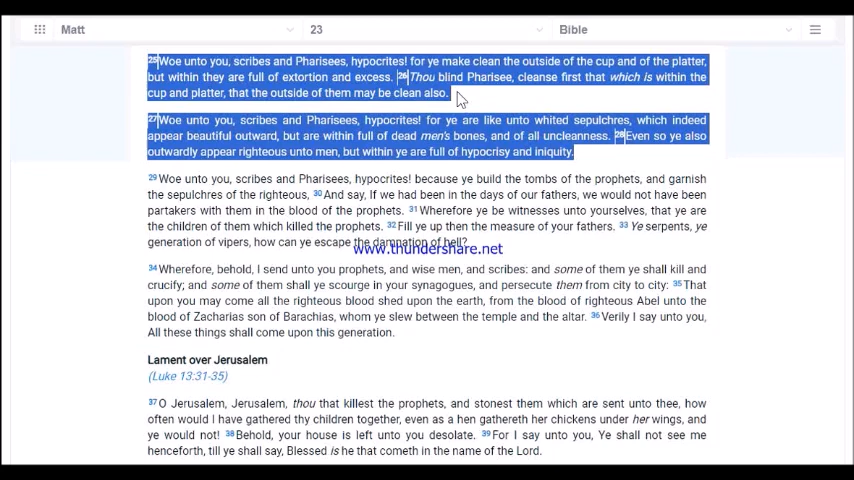 Matt 23 Bible
25Woe unto you, scribes and Pharisees, hypocrites! for ye make clean the outside of the cup and of the platter,
but within they are full of extortion and excess. 26Thou blind Pharisee, cleanse first that which is within the
cup and platter, that the outside of them may be clean also.
27Woe unto you, scribes and Pharisees, hypocrites! for ye are like unto whited sepulchres, which indeed
appear beautiful outward, but are within full of dead men's bones, and of all uncleanness. 28Even so ye also
outwardly appear righteous unto men, but within ye are full of hypocrisy and iniquity.
29Woe unto you, scribes and Pharisees, hypocrites! because ye build the tombs of the prophets, and garnish
the sepulchres of the righteous, 30And say, If we had been in the days of our fathers, we would not have been
partakers with them in the blood of the prophets. 31Wherefore ye be witnesses unto yourselves, that ye are
the children of them which killed the prophets. 32Fill ye up then the measure of your fathers. 33Ye serpents, ye
generation of vipers, how can ye escape the damnation of hell?
www.thundershare.net
34Wherefore, behold, I send unto you prophets, and wise men, and scribes: and some of them ye shall kill and
crucify; and some of them shall ye scourge in your synagogues, and persecute them from city to city: 35That
upon you may come all the righteous blood shed upon the earth, from the blood of righteous Abel unto the
blood of Zacharias son of Barachias, whom ye slew between the temple and the altar. 36Verily I say unto you,
All these things shall come upon this generation.
Lament over Jerusalem
(Luke 13:31-35)
37O Jerusalem, Jerusalem, thou that killest the prophets, and stonest them which are sent unto thee, how
often would I have gathered thy children together, even as a hen gathereth her chickens under her wings, and
ye would not! 38Behold, your house is left unto you desolate. 39For I say unto you, Ye shall not see me
henceforth, till ye shall say, Blessed is he that cometh in the name of the Lord.